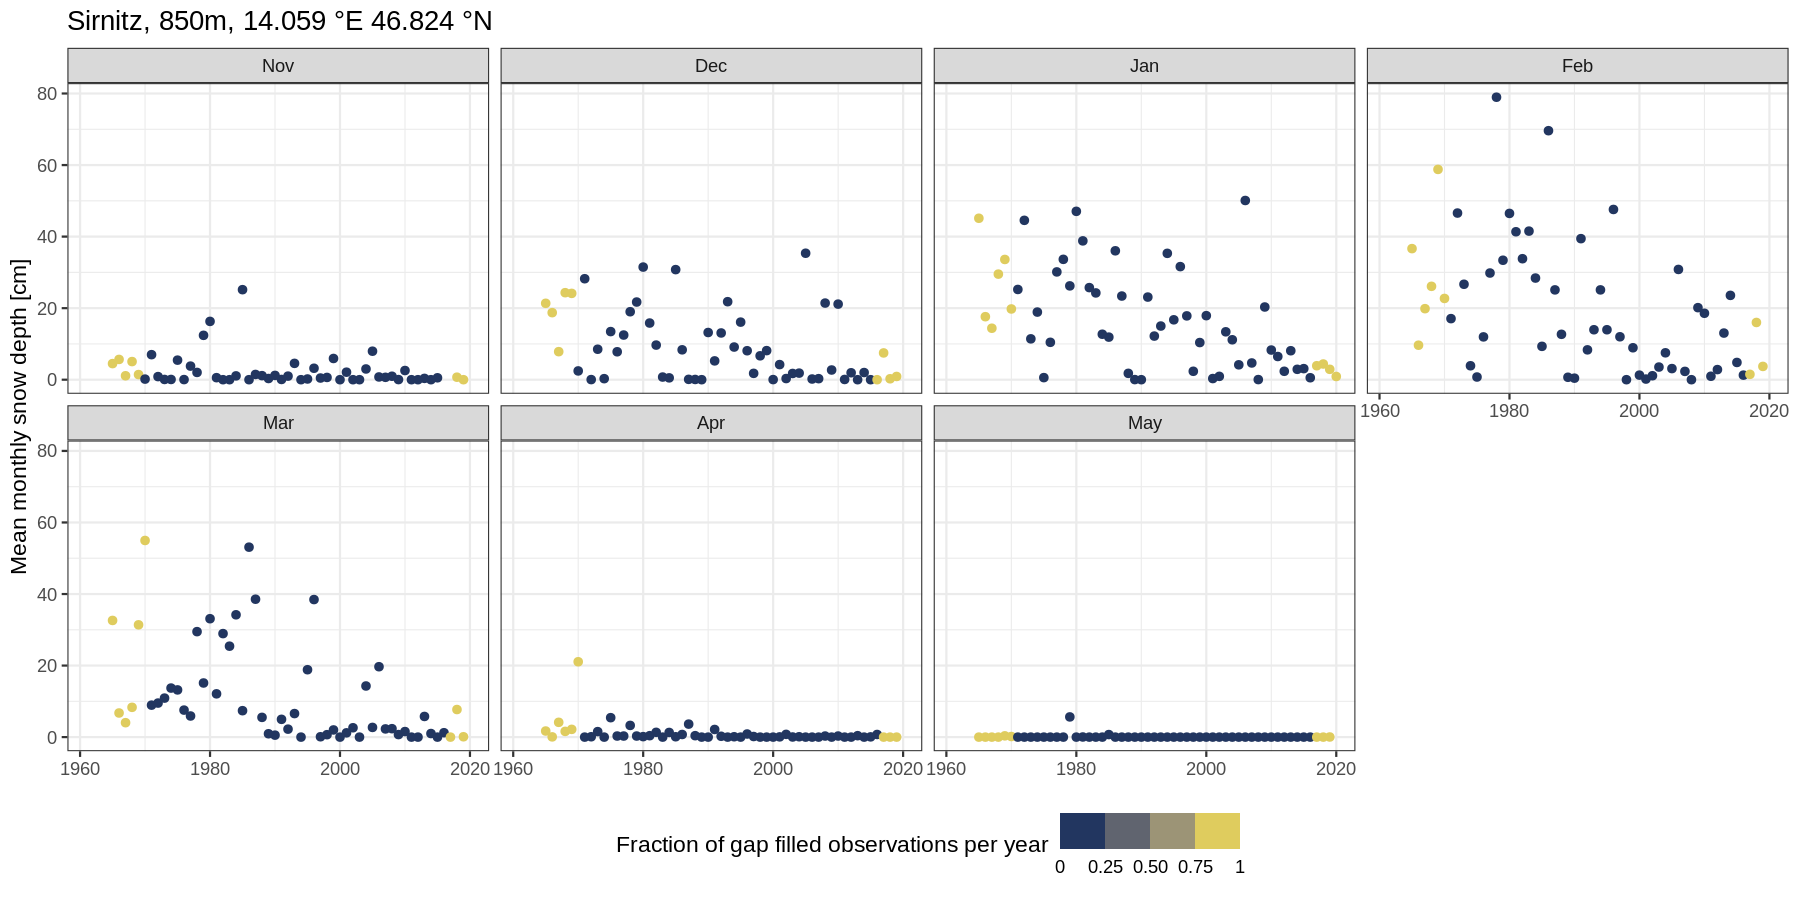 Sirnitz, 850m, 14.059 °E 46.824 °N
Nov
Dec
Jan
Feb
80
60
40
20
0
1960 1980 2000 2020
Mar
Apr
May
80
60
40
20
0
1960 1980 2000 2020 1960 1980 2000 2020 1960 1980 2000 2020
Mean monthly snow depth [cm]
Fraction of gap filled observations per year
0 0.25 0.50 0.75 1